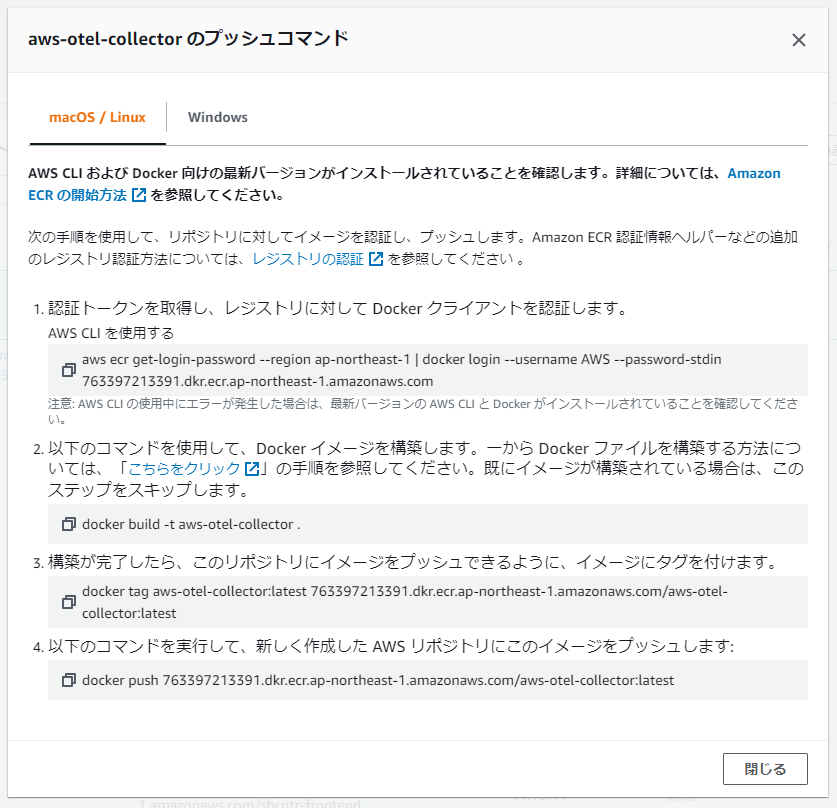 aws-otel-collector のプッシュコマンド
macOS / Linux
Windows
AWS CLI および Docker 向けの最新バージョンがインストールされていることを確認します。詳細については、Amazon
ECR の開始方法 を参照してください。
次の手順を使用して、リポジトリに対してイメージを認証し、プッシュします。Amazon ECR 認証情報ヘルパーなどの追加
のレジストリ認証方法については、レジストリの認証 を参照してください 。
1. 認証トークンを取得し、レジストリに対して Docker クライアントを認証します。
AWS CLI を使用する
aws ecr get-login-password --region ap-northeast-1 | docker login --username AWS --password-stdin
763397213391.dkr.ecr.ap-northeast-1.amazonaws.com
注意: AWS CLI の使用中にエラーが発生した場合は、最新バージョンの AWS CLI と Docker がインストールされていることを確認してくださ
い。
2. 以下のコマンドを使用して、Docker イメージを構築します。一から Docker ファイルを構築する方法につ
いては、「こちらをクリック 」の手順を参照してください。既にイメージが構築されている場合は、この
ステップをスキップします。
docker build -t aws-otel-collector .
3. 構築が完了したら、このリポジトリにイメージをプッシュできるように、イメージにタグを付けます。
docker tag aws-otel-collector:latest 763397213391.dkr.ecr.ap-northeast-1.amazonaws.com/aws-otel-
collector:latest
4. 以下のコマンドを実行して、新しく作成した AWS リポジトリにこのイメージをプッシュします:
docker push 763397213391.dkr.ecr.ap-northeast-1.amazonaws.com/aws-otel-collector:latest
閉じる
1.amazonaws.com/sbcntr-frontend